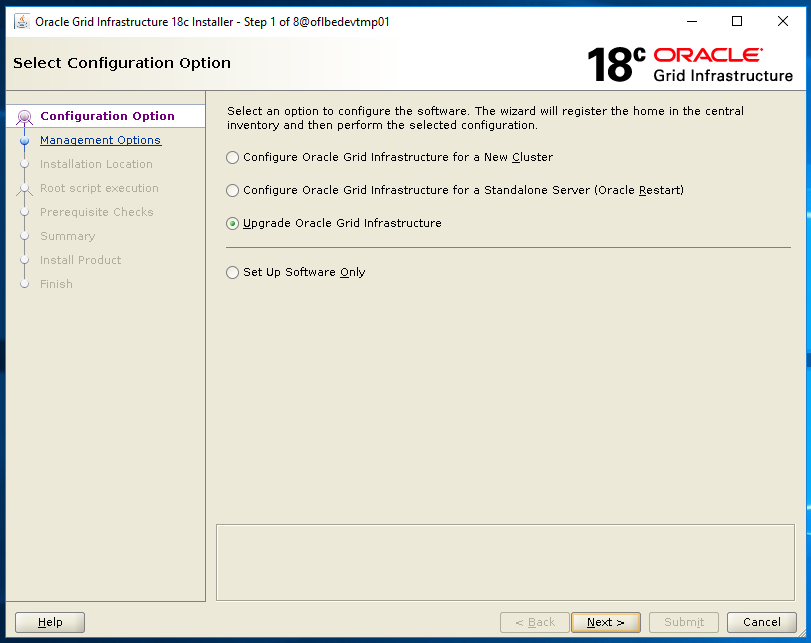 Oracle Grid Infrastructure 18c Installer - Step 1 of 8@oflbedevtmp01
Select Configuration Option
18c ORACLE
Grid Infrastructure
Configuration Option
Management Options
Installation Location
Root script execution
Prerequisite Checks
Summary
Install Product
Finish
Select an option to configure the software. The wizard will register the home in the central
inventory and then perform the selected configuration.
Configure Oracle Grid Infrastructure for a New Cluster
Configure Oracle Grid Infrastructure for a Standalone Server (Oracle Restart)
Upgrade Oracle Grid Infrastructure
Set Up Software Only
Help
< Back
Next >
Submit
Cancel